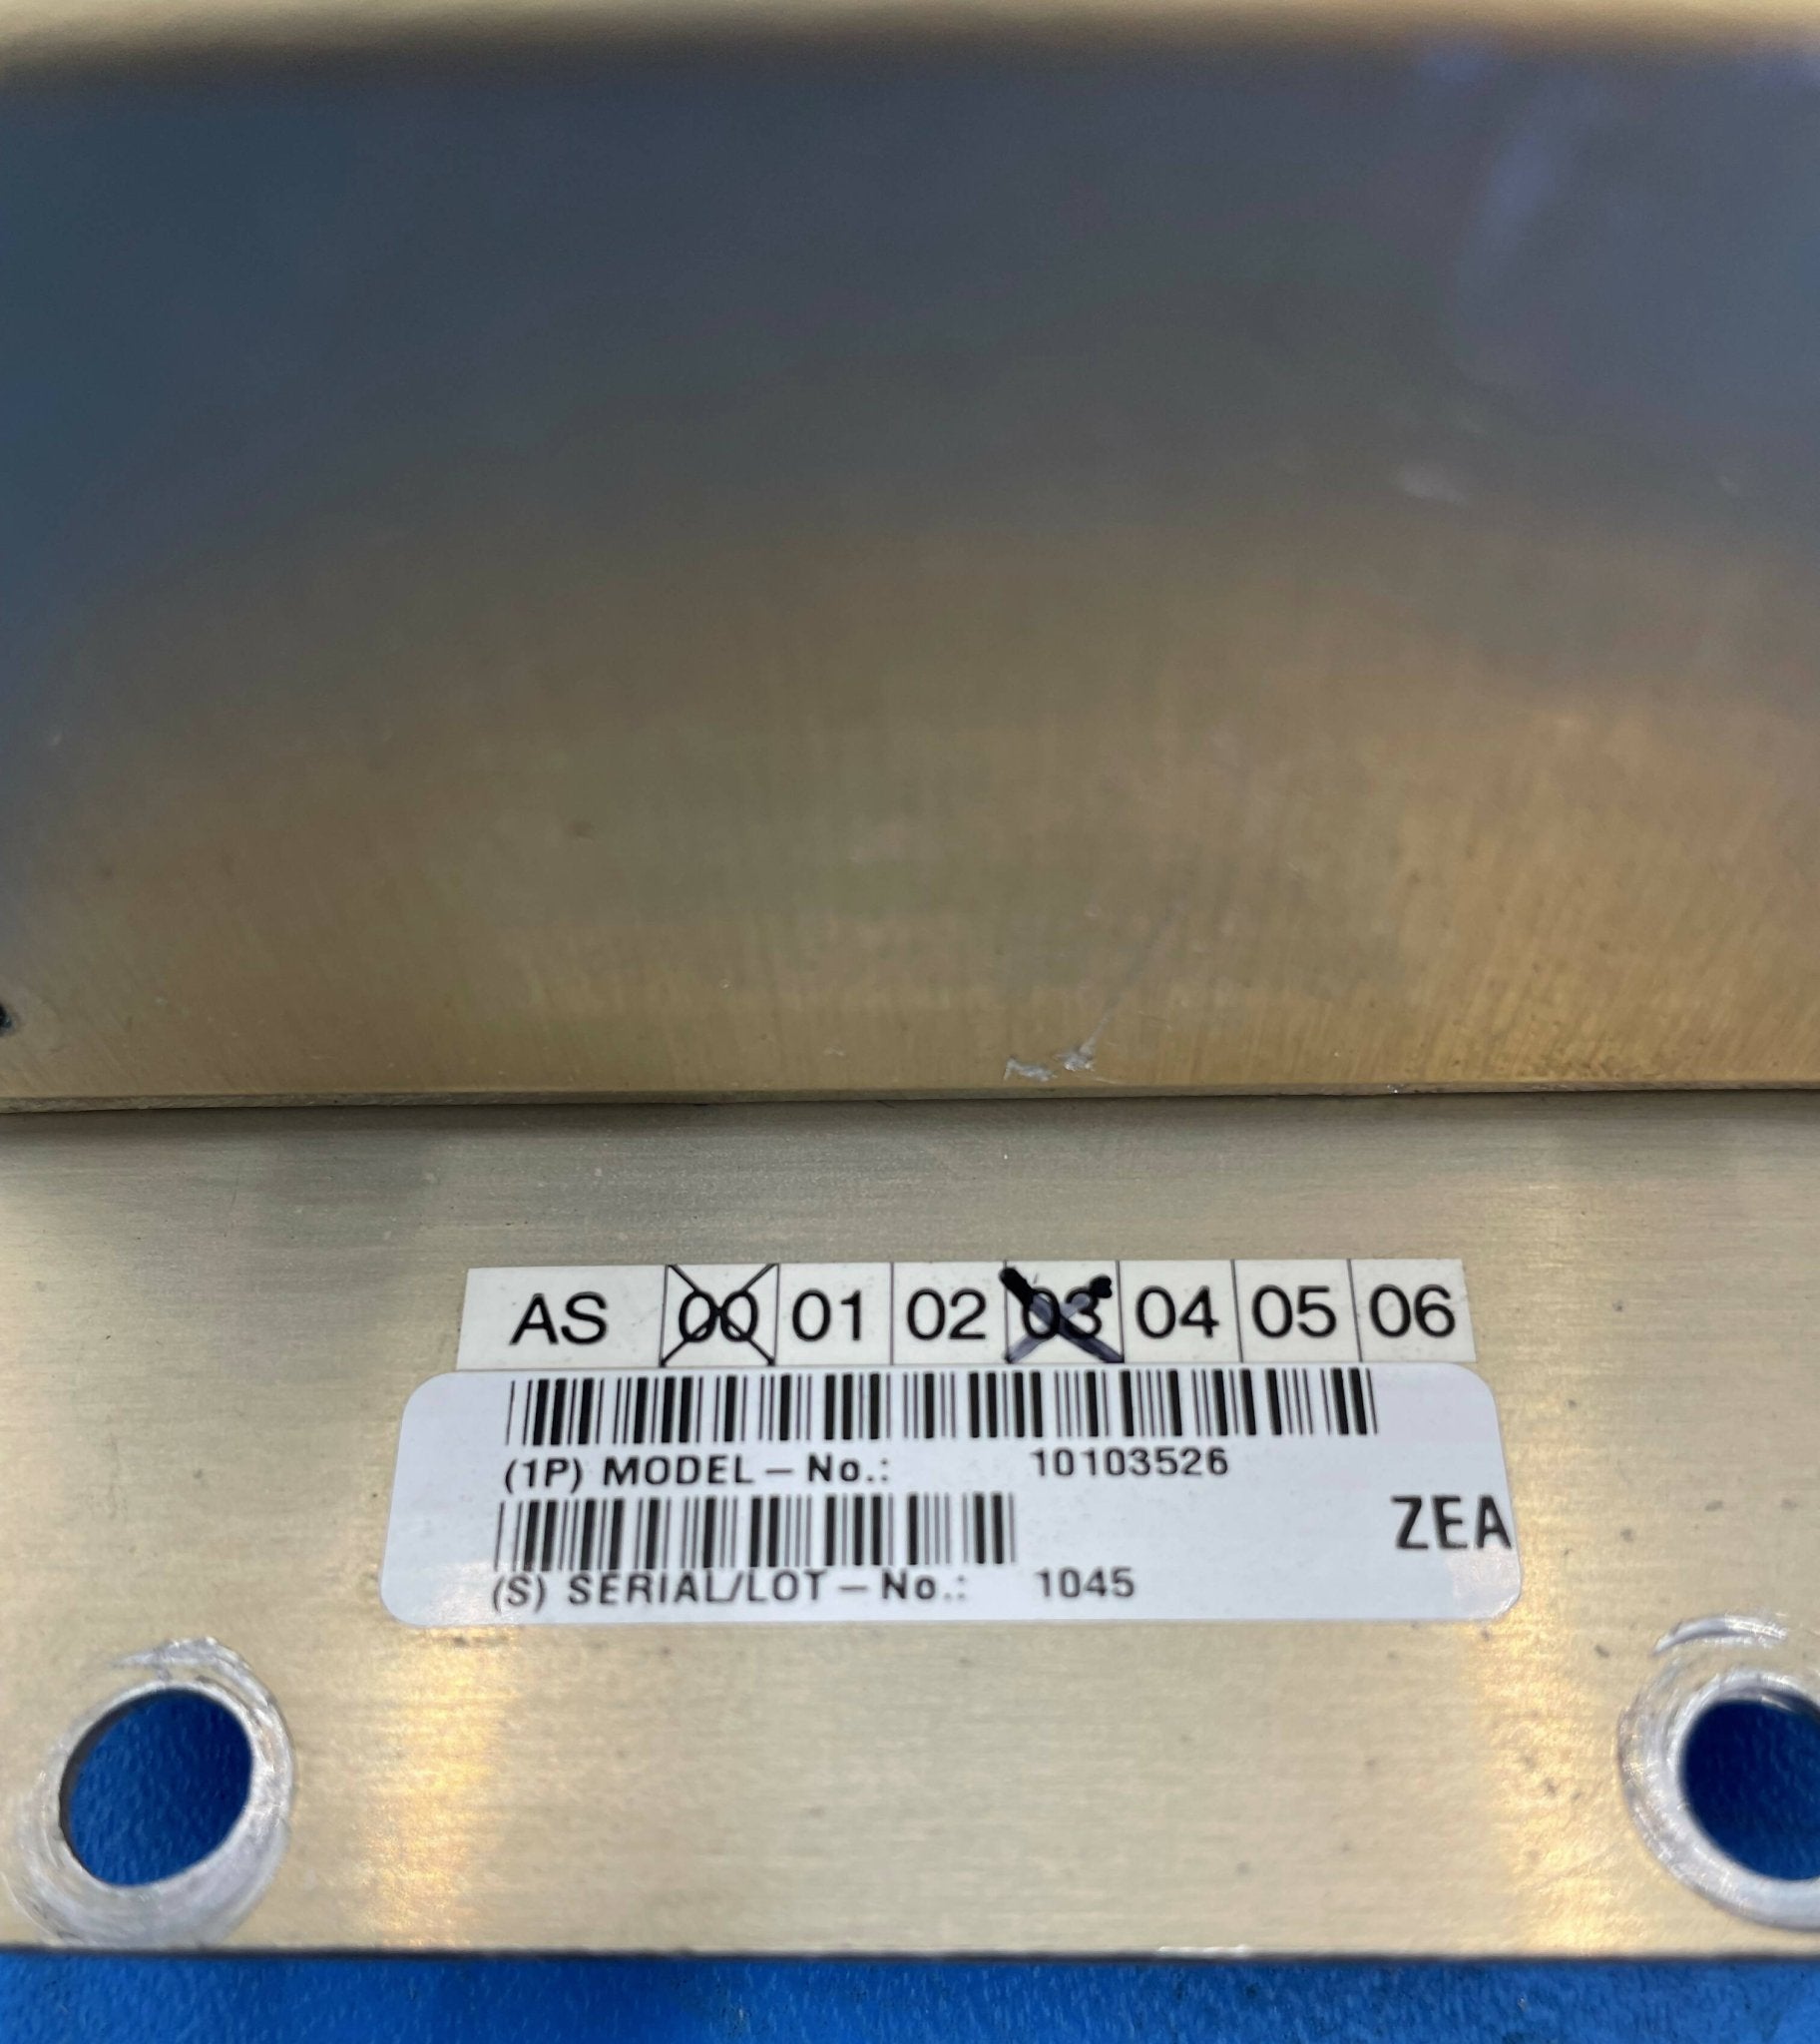 AS 00 01 02 03 04 05 06
(1P) MODEL – No.: 10103526
ZEA
(S) SERIAL/LOT – No.: 1045